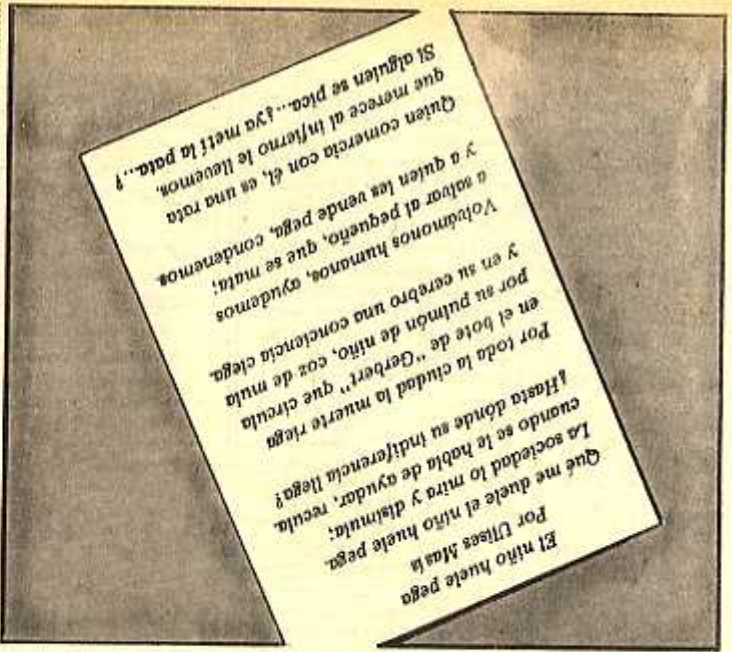 El niño huele pega
Por Ulises Masís
Qué me duele el niño huele pega.
La sociedad lo mira y disimula;
cuando se le habla de ayudar, recula.
¿Hasta dónde su indiferencia llega?
Por toda la ciudad la muerte riega
en el bote de "Gerbert" que circula
por su pulmón de niño, coz de mula
y en su cerebro una conciencia ciega.
Volvámonos humanos, ayudemos
a salvar al pequeño, que se mata;
y a quien les vende pega, condenemos.
Quien comercia con él, es una rata
que merece al infierno le llevemos.
Si alguien se pica...¿ya metí la pata...?